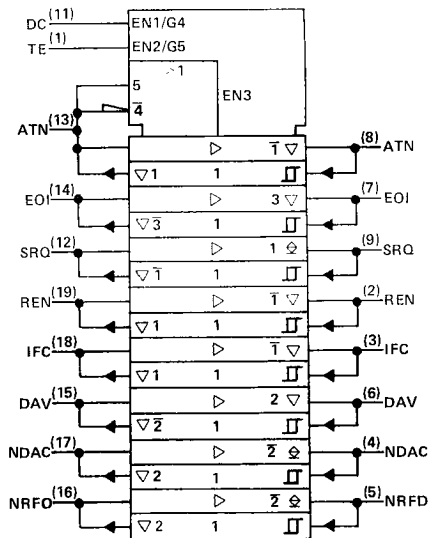 DC (11) EN1/G4
TE (1) EN2/G5
▷1
5 EN3
4̅
ATN (13) ▷ 1̅ ▽ (8) ATN
▽1 1
EOI (14) ▷ 3 ▽ (7) EOI
▽3̅ 1
SRQ (12) ▷ 1 (9) SRQ
▽1̅ 1
REN (19) ▷ 1̅ ▽ (2) REN
▽1 1
IFC (18) ▷ 1̅ ▽ (3) IFC
▽1 1
DAV (15) ▷ 2 ▽ (6) DAV
▽2̅ 1
NDAC (17) ▷ 2̅ (4) NDAC
▽2 1
NRFD (16) ▷ 2̅ (5) NRFD
▽2 1